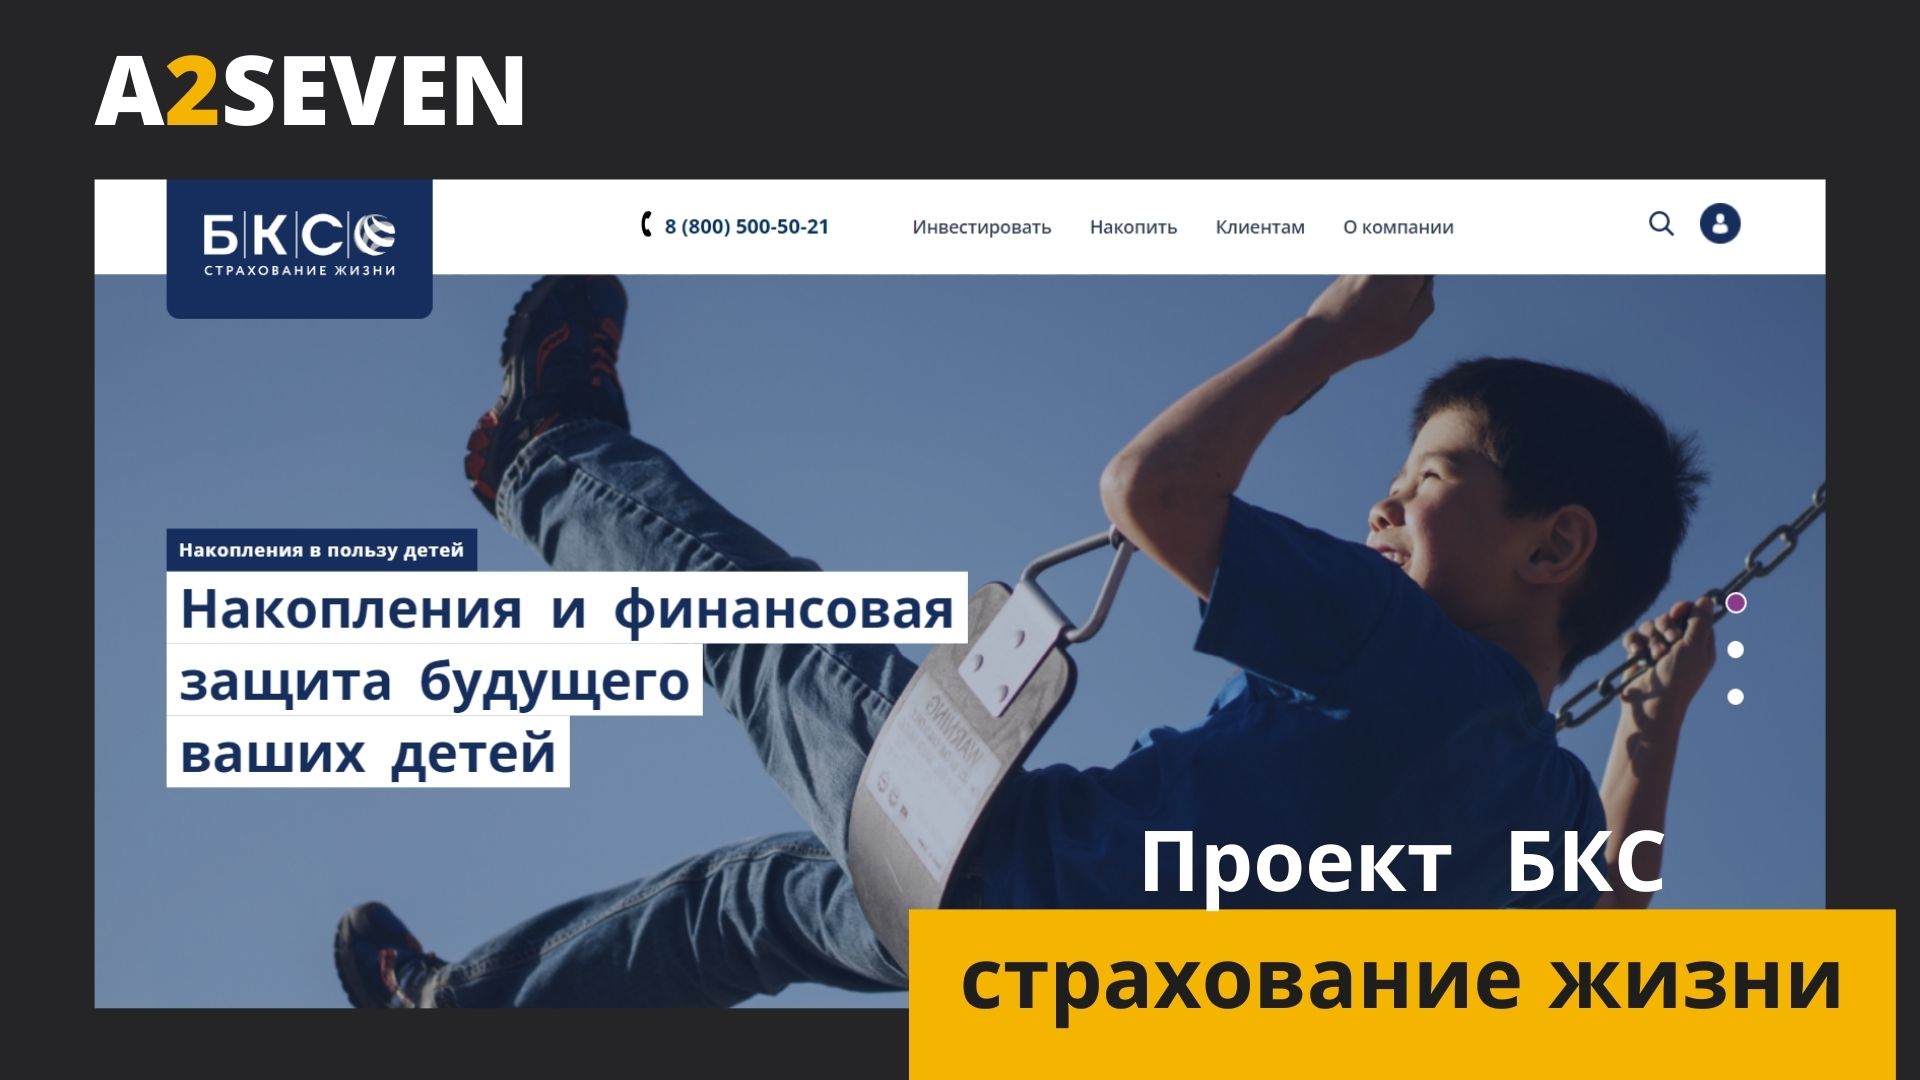 A2SEVEN
БКС
СТРАХОВАНИЕ ЖИЗНИ
8 (800) 500-50-21
Инвестировать
Накопить
Клиентам
О компании
Накопления в пользу детей
Накопления и финансовая
защита будущего
ваших детей
WARNING
Проект БКС
страхование жизни